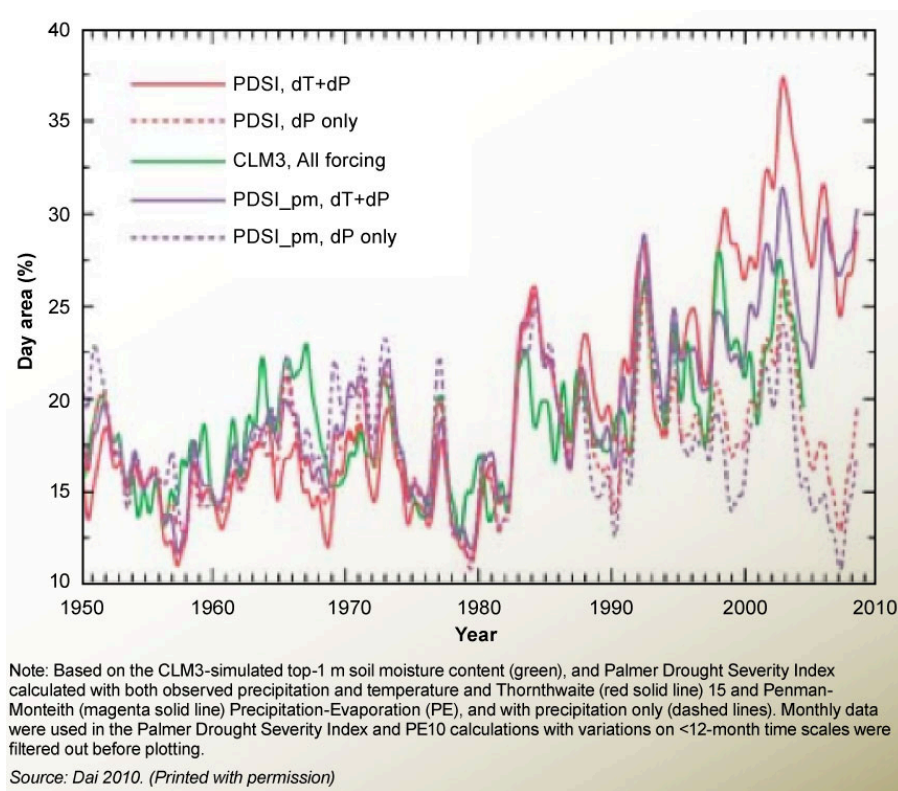 40
35
30
25
20
15
10
Day area (%)
PDSI, dT+dP
PDSI, dP only
CLM3, All forcing
PDSI_pm, dT+dP
PDSI_pm, dP only
1950 1960 1970 1980 1990 2000 2010
Year
Note: Based on the CLM3-simulated top-1 m soil moisture content (green), and Palmer Drought Severity Index
calculated with both observed precipitation and temperature and Thornthwaite (red solid line) 15 and Penman-
Monteith (magenta solid line) Precipitation-Evaporation (PE), and with precipitation only (dashed lines). Monthly data
were used in the Palmer Drought Severity Index and PE10 calculations with variations on <12-month time scales were
filtered out before plotting.
Source: Dai 2010. (Printed with permission)